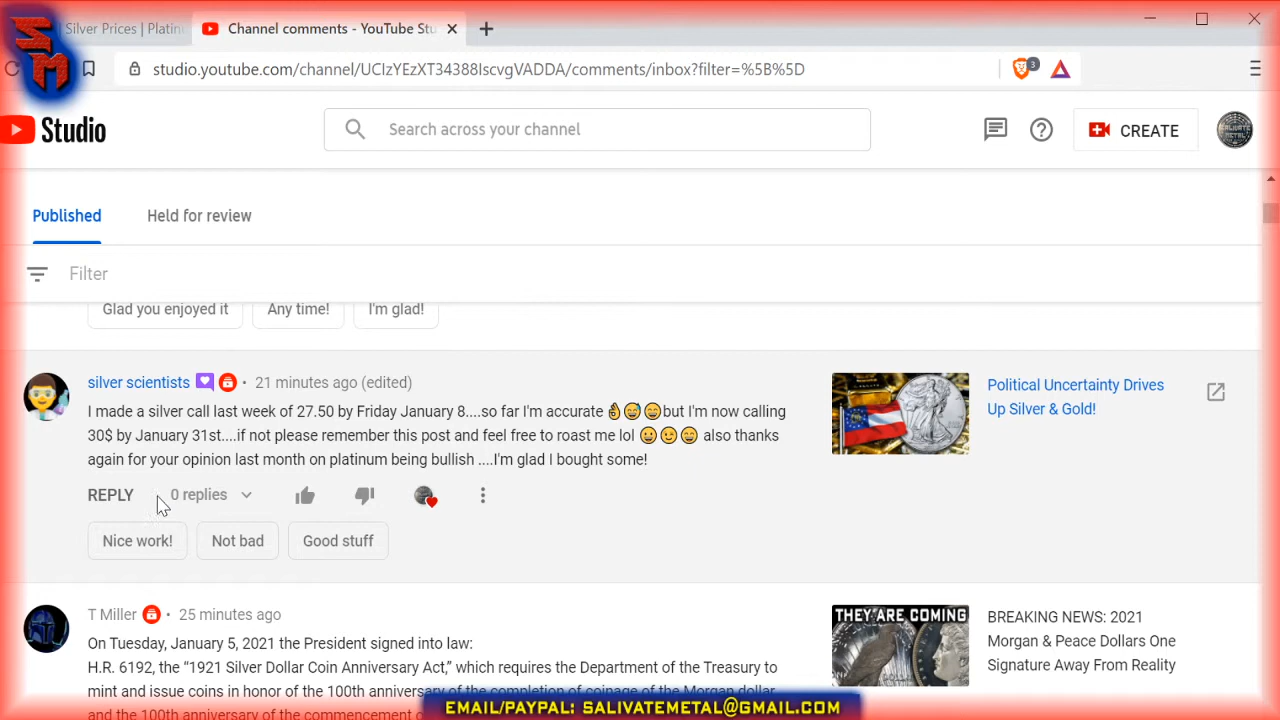 SM
Silver Prices | Platin
Channel comments - YouTube Stu
studio.youtube.com/channel/UCIzYEzXT34388IscvgVADDA/comments/inbox?filter=%5B%5D
3
Studio
Search across your channel
CREATE
Published
Held for review
Filter
Glad you enjoyed it
Any time!
I'm glad!
silver scientists • 21 minutes ago (edited)
I made a silver call last week of 27.50 by Friday January 8....so far I'm accurate 👌😅😄but I'm now calling
30$ by January 31st....if not please remember this post and feel free to roast me lol 😀😉😄 also thanks
again for your opinion last month on platinum being bullish ....I'm glad I bought some!
Political Uncertainty Drives
Up Silver & Gold!
REPLY
0 replies
Nice work!
Not bad
Good stuff
T Miller • 25 minutes ago
On Tuesday, January 5, 2021 the President signed into law:
H.R. 6192, the “1921 Silver Dollar Coin Anniversary Act,” which requires the Department of the Treasury to
mint and issue coins in honor of the 100th anniversary of the completion of coinage of the Morgan dollar
and the 100th anniversary of the commencement
THEY ARE COMING
BREAKING NEWS: 2021
Morgan & Peace Dollars One
Signature Away From Reality
EMAIL/PAYPAL: SALIVATEMETAL@GMAIL.COM